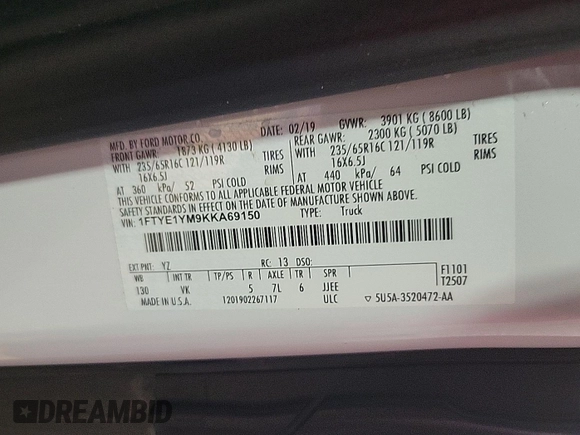 MFD. BY FORD MOTOR CO. DATE: 02/19 GVWR: 3901 KG ( 8600 LB)
FRONT GAWR: 1873 KG ( 4130 LB) REAR GAWR: 2300 KG ( 5070 LB)
WITH 235/65R16C 121/119R TIRES WITH 235/65R16C 121/119R TIRES
16X6.5J RIMS 16X6.5J RIMS
AT 360 kPa/ 52 PSI COLD AT 440 kPa/ 64 PSI COLD
THIS VEHICLE CONFORMS TO ALL APPLICABLE FEDERAL MOTOR VEHICLE
SAFETY STANDARDS IN EFFECT ON THE DATE OF MANUFACTURE SHOWN ABOVE.
VIN: 1FTYE1YM9KKA69150 TYPE: Truck
EXT PNT: YZ RC: 13 DSO: F1101
WB INT TR TP/PS R AXLE TR SPR T2507
130 VK 5 7L 6 JJEE
MADE IN U.S.A. 1201902267117 ULC ▽ 5U5A-3520472-AA
DREAMBID